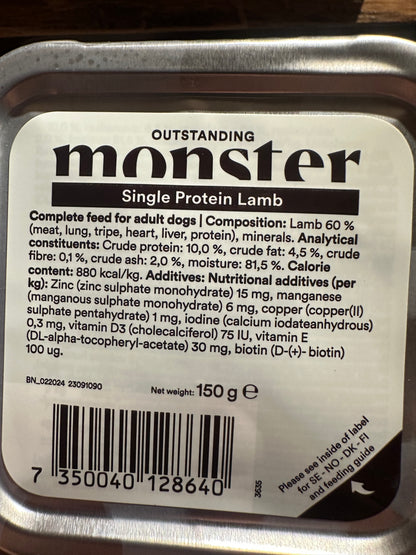 OUTSTANDING
monster
Single Protein Lamb
Complete feed for adult dogs | Composition: Lamb 60 %
(meat, lung, tripe, heart, liver, protein), minerals. Analytical
constituents: Crude protein: 10,0 %, crude fat: 4,5 %, crude
fibre: 0,1 %, crude ash: 2,0 %, moisture: 81,5 %. Calorie
content: 880 kcal/kg. Additives: Nutritional additives (per
kg): Zinc (zinc sulphate monohydrate) 15 mg, manganese
(manganous sulphate monohydrate) 6 mg, copper (copper(II)
sulphate pentahydrate) 1 mg, iodine (calcium iodateanhydrous)
0,3 mg, vitamin D3 (cholecalciferol) 75 IU, vitamin E
(DL-alpha-tocopheryl-acetate) 30 mg, biotin (D-(+)- biotin)
100 ug.
BN_022024 23091090
Net weight: 150 g ℮
7 350040 128640
3635
Please see inside of label
for SE - NO - DK - FI
and feeding guide